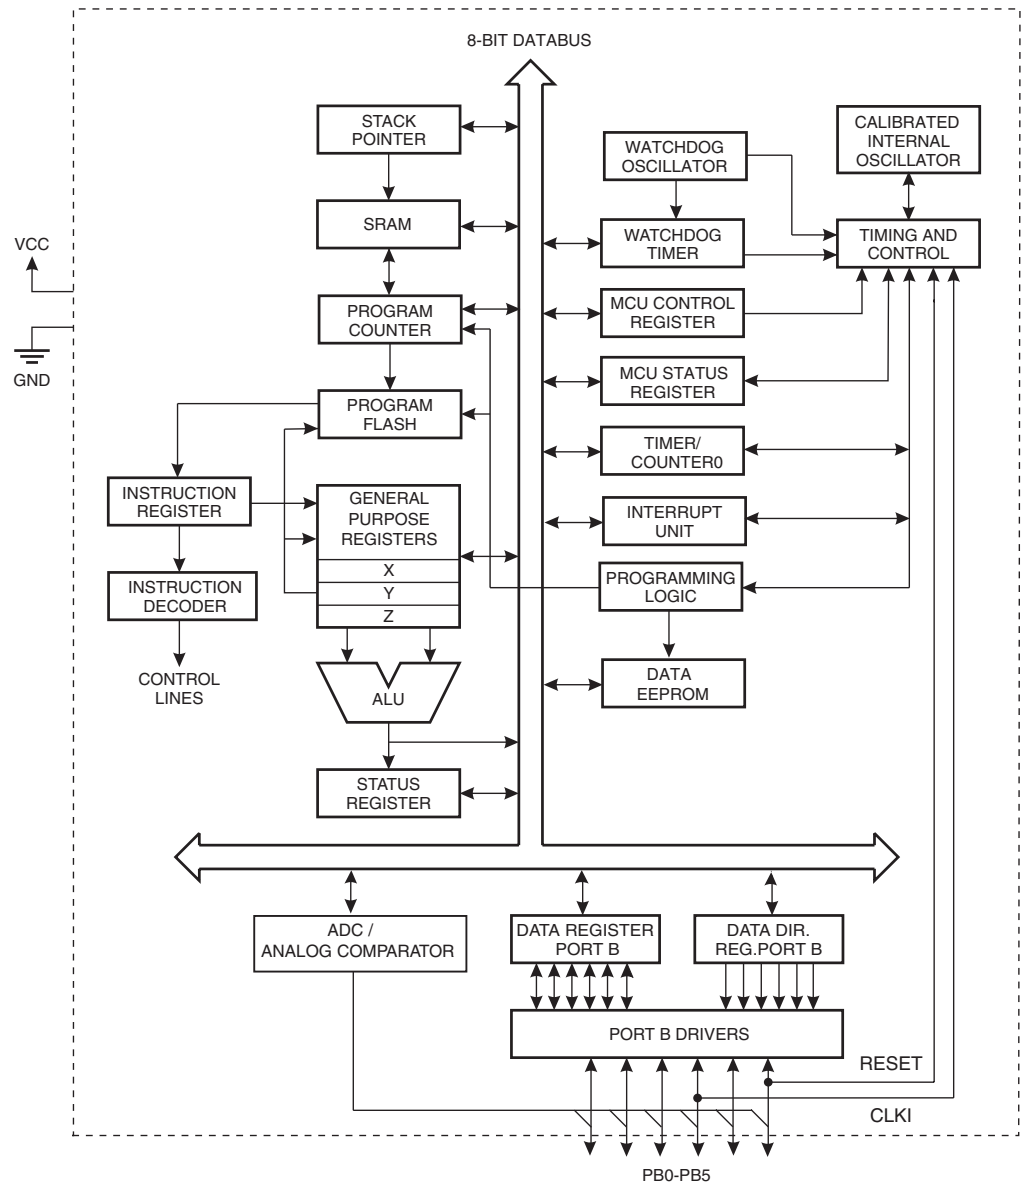 8-BIT DATABUS
STACK
POINTER
SRAM
PROGRAM
COUNTER
PROGRAM
FLASH
VCC
GND
INSTRUCTION
REGISTER
INSTRUCTION
DECODER
CONTROL
LINES
GENERAL
PURPOSE
REGISTERS
X
Y
Z
ALU
STATUS
REGISTER
WATCHDOG
OSCILLATOR
CALIBRATED
INTERNAL
OSCILLATOR
WATCHDOG
TIMER
TIMING AND
CONTROL
MCU CONTROL
REGISTER
MCU STATUS
REGISTER
TIMER/
COUNTER0
INTERRUPT
UNIT
PROGRAMMING
LOGIC
DATA
EEPROM
ADC /
ANALOG COMPARATOR
DATA REGISTER
PORT B
DATA DIR.
REG.PORT B
PORT B DRIVERS
RESET
CLKI
PB0-PB5